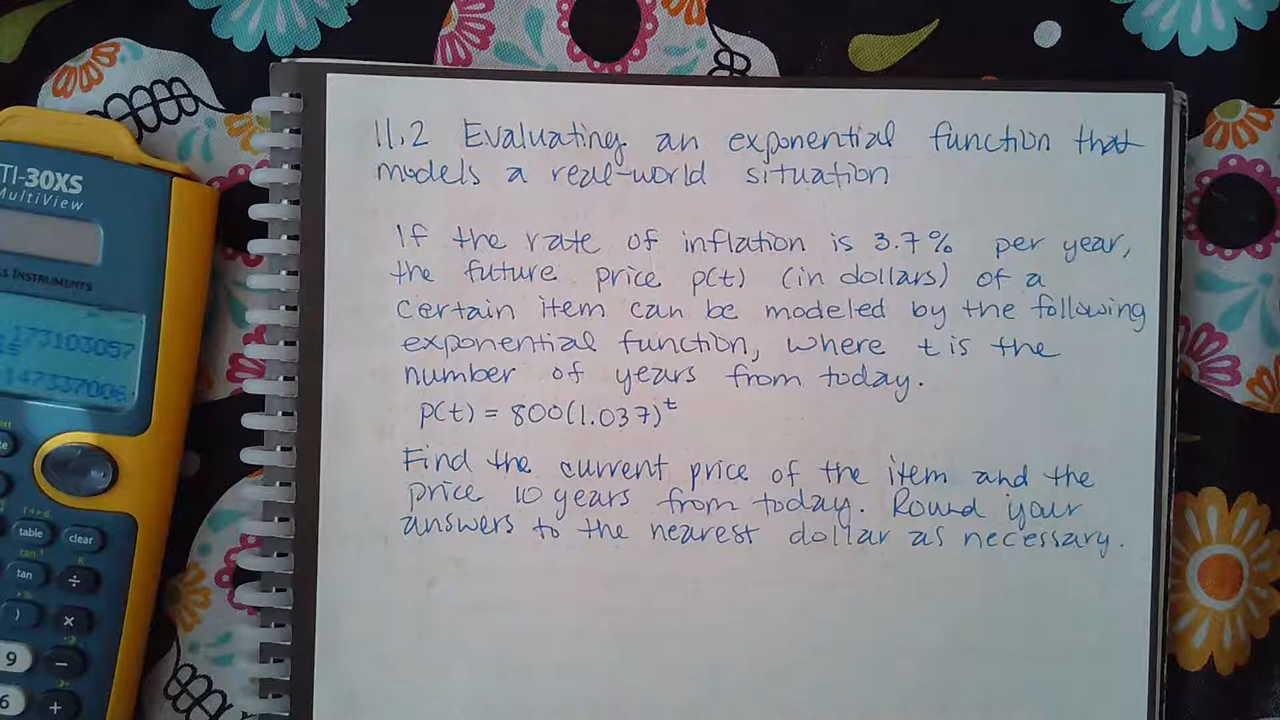 TI-30XS
MultiView
INSTRUMENTS
173103057
147337006
table
clear
tan
÷
)
×
9
−
6
+
11.2 Evaluating an exponential function that
models a real-world situation
If the rate of inflation is 3.7% per year,
the future price p(t) (in dollars) of a
certain item can be modeled by the following
exponential function, where t is the
number of years from today.
p(t) = 800(1.037)^t
Find the current price of the item and the
price 10 years from today. Round your
answers to the nearest dollar as necessary.